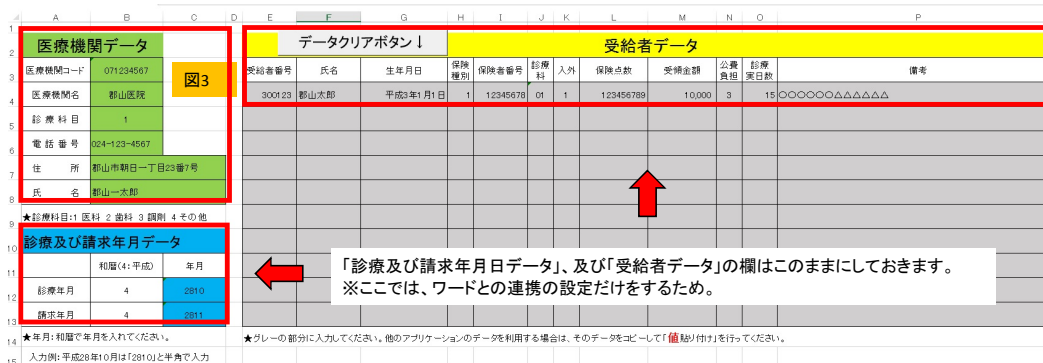 A B C D E F G H I J K L M N O P
1
2 医療機関データ データクリアボタン↓ 受給者データ
3 医療機関コード 071234567 図3 受給者番号 氏名 生年月日 保険種別 保険者番号 診療科 入外 保険点数 受領金額 公費負担 診療実日数 備考
4 医療機関名 郡山医院 300123 郡山太郎 平成3年1月1日 1 12345678 01 1 123456789 10,000 3 15 〇〇〇〇〇〇△△△△△△
5 診療科目 1
6 電話番号 024-123-4567
7 住所 郡山市朝日一丁目23番7号
8 氏名 郡山一太郎
9 ★診療科目:1 医科 2 歯科 3 調剤 4 その他
10 診療及び請求年月データ
11 和暦(4:平成) 年月
「診療及び請求年月日データ」、及び「受給者データ」の欄はこのままにしておきます。
※ここでは、ワードとの連携の設定だけをするため。
12 診療年月 4 2810
13 請求年月 4 2811
14 ★年月:和暦で年月を入れてください。 ★グレーの部分に入力してください。他のアプリケーションのデータを利用する場合は、そのデータをコピーして「値貼り付け」を行ってください。
15 入力例:平成28年10月は「2810」と半角で入力